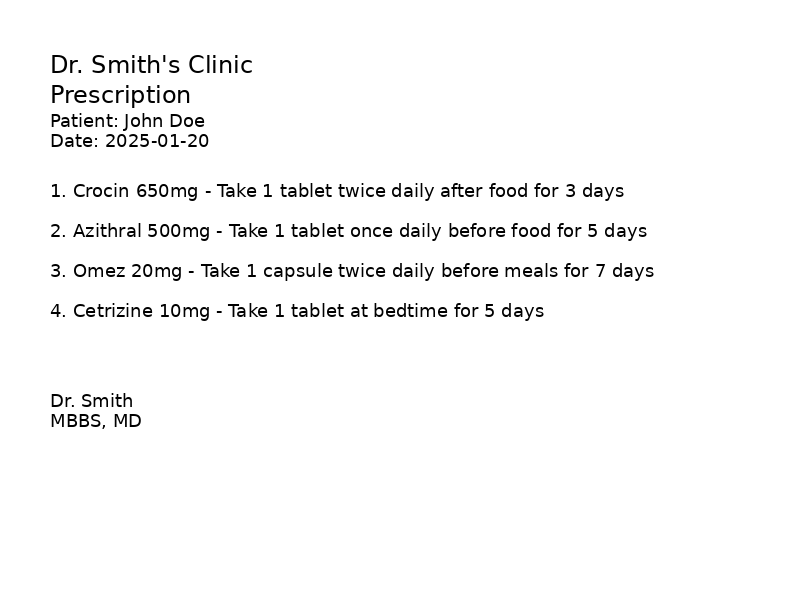 Dr. Smith's Clinic
Prescription
Patient: John Doe
Date: 2025-01-20
1. Crocin 650mg - Take 1 tablet twice daily after food for 3 days
2. Azithral 500mg - Take 1 tablet once daily before food for 5 days
3. Omez 20mg - Take 1 capsule twice daily before meals for 7 days
4. Cetrizine 10mg - Take 1 tablet at bedtime for 5 days
Dr. Smith
MBBS, MD